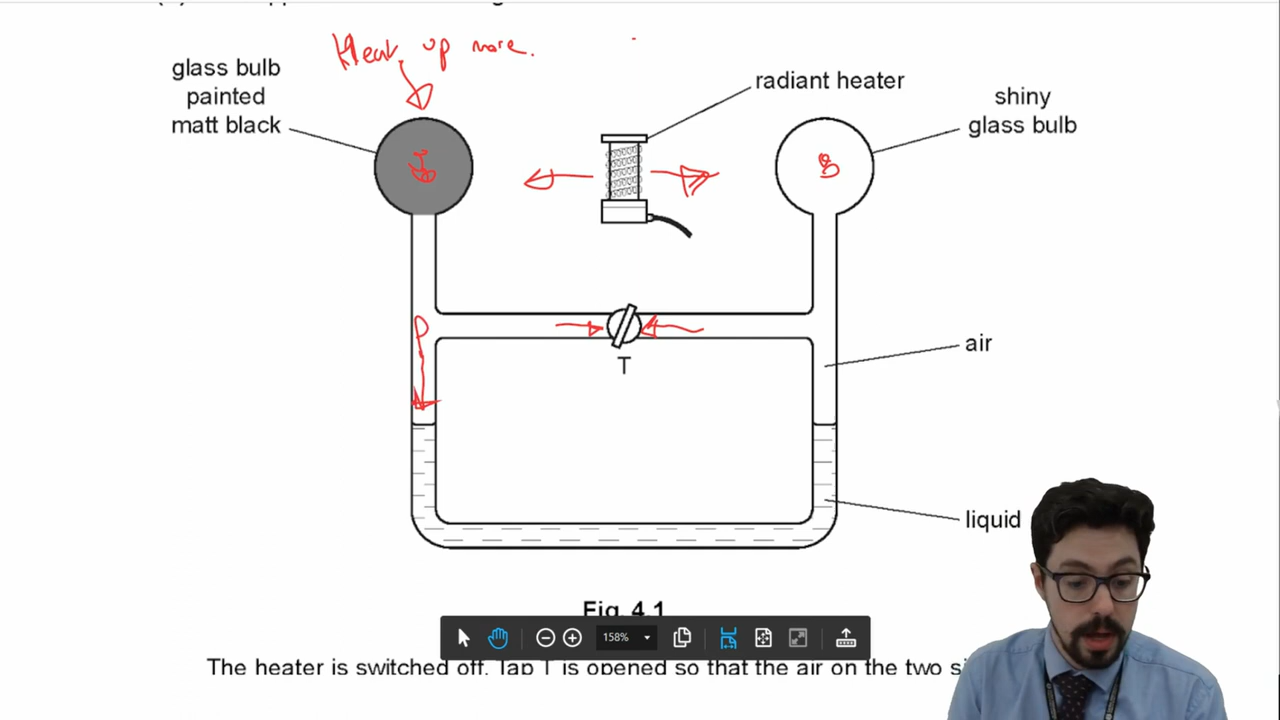 Heat up more.
glass bulb
painted
matt black
radiant heater
shiny
glass bulb
P
T
air
liquid
Fig. 4.1
158%
The heater is switched off. Tap T is opened so that the air on the two si